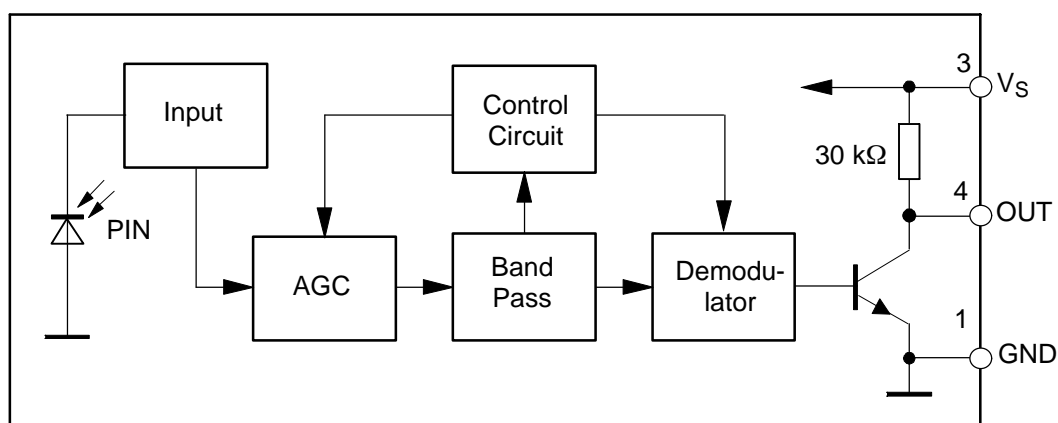 Input
Control
Circuit
3
V_S
30 kΩ
4
OUT
PIN
AGC
Band
Pass
Demodu-
lator
1
GND